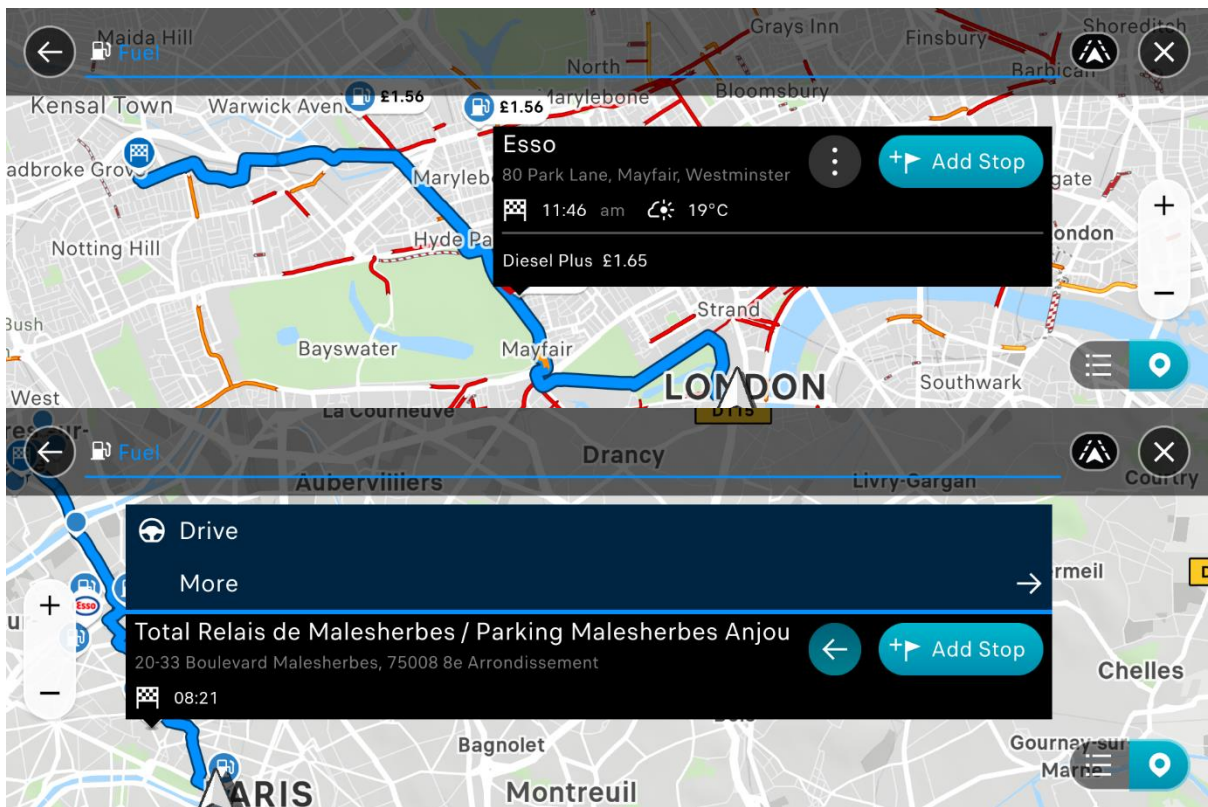 Maida Hill
Grays Inn
Finsbury
Shoreditch
Fuel
North
Barbican
Kensal Town
Warwick Aven
£1.56
£1.56
Marylebone
Bloomsbury
Esso
80 Park Lane, Mayfair, Westminster
Add Stop
11:46 am
19°C
Diesel Plus £1.65
adbroke Grov
Maryleb
gate
+
Notting Hill
Hyde Pa
ondon
−
Bush
Strand
Bayswater
Mayfair
West
LONDON
Southwark
La Courneuve
D115
res-sur-
Fuel
Drancy
Aubervilliers
Livry-Gargan
Courtry
Drive
More
rmeil
D
+
Esso
Total Relais de Malesherbes / Parking Malesherbes Anjou
20-33 Boulevard Malesherbes, 75008 8e Arrondissement
Add Stop
Chelles
−
08:21
Bagnolet
Gournay-sur
Marne
ARIS
Montreuil